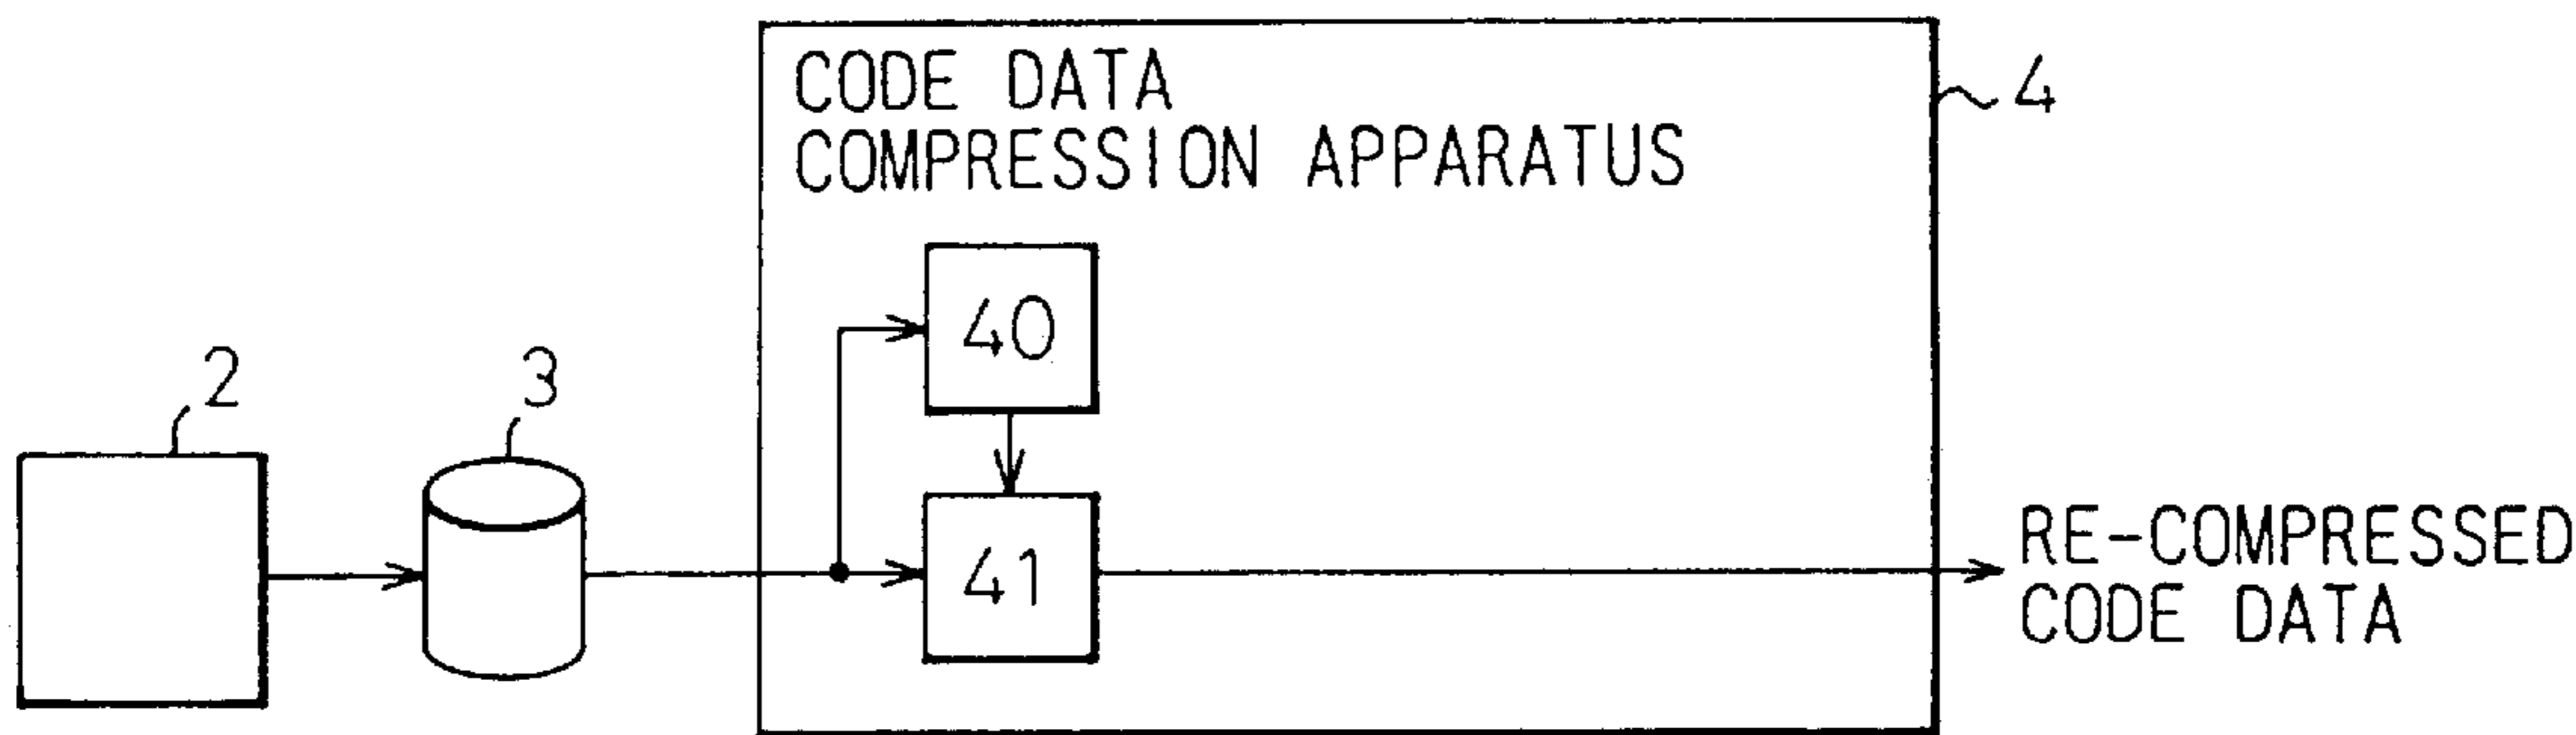 CODE DATA
COMPRESSION APPARATUS
4
40
2
3
41
RE-COMPRESSED
CODE DATA